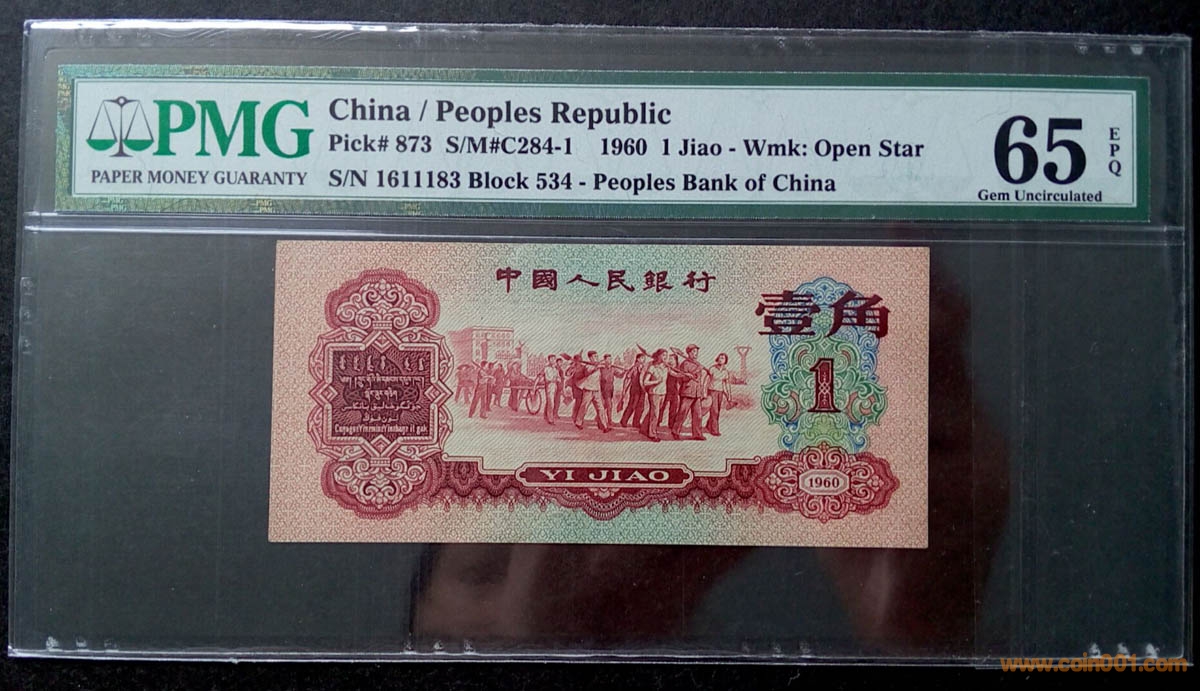 PMG
PAPER MONEY GUARANTY
China / Peoples Republic
Pick# 873 S/M#C284-1 1960 1 Jiao - Wmk: Open Star
S/N 1611183 Block 534 - Peoples Bank of China
65
EPQ
Gem Uncirculated
中國人民銀行
壹角
1
YI JIAO
1960
www.coin001.com